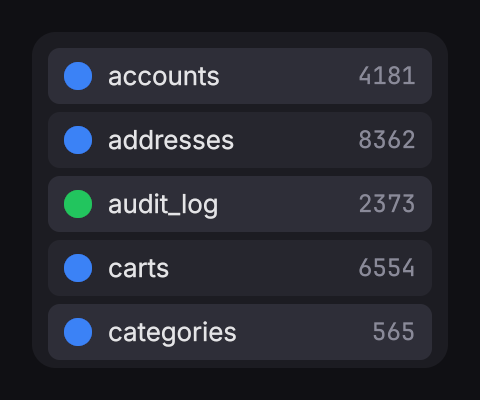 accounts 4181
addresses 8362
audit_log 2373
carts 6554
categories 565